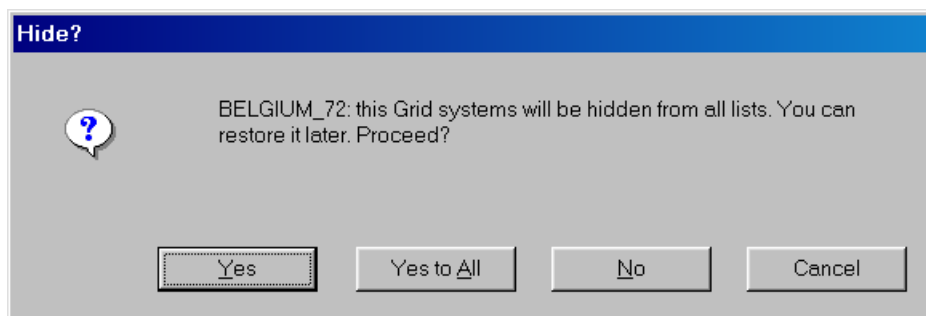 Hide?
BELGIUM_72: this Grid systems will be hidden from all lists. You can
restore it later. Proceed?
Yes
Yes to All
No
Cancel